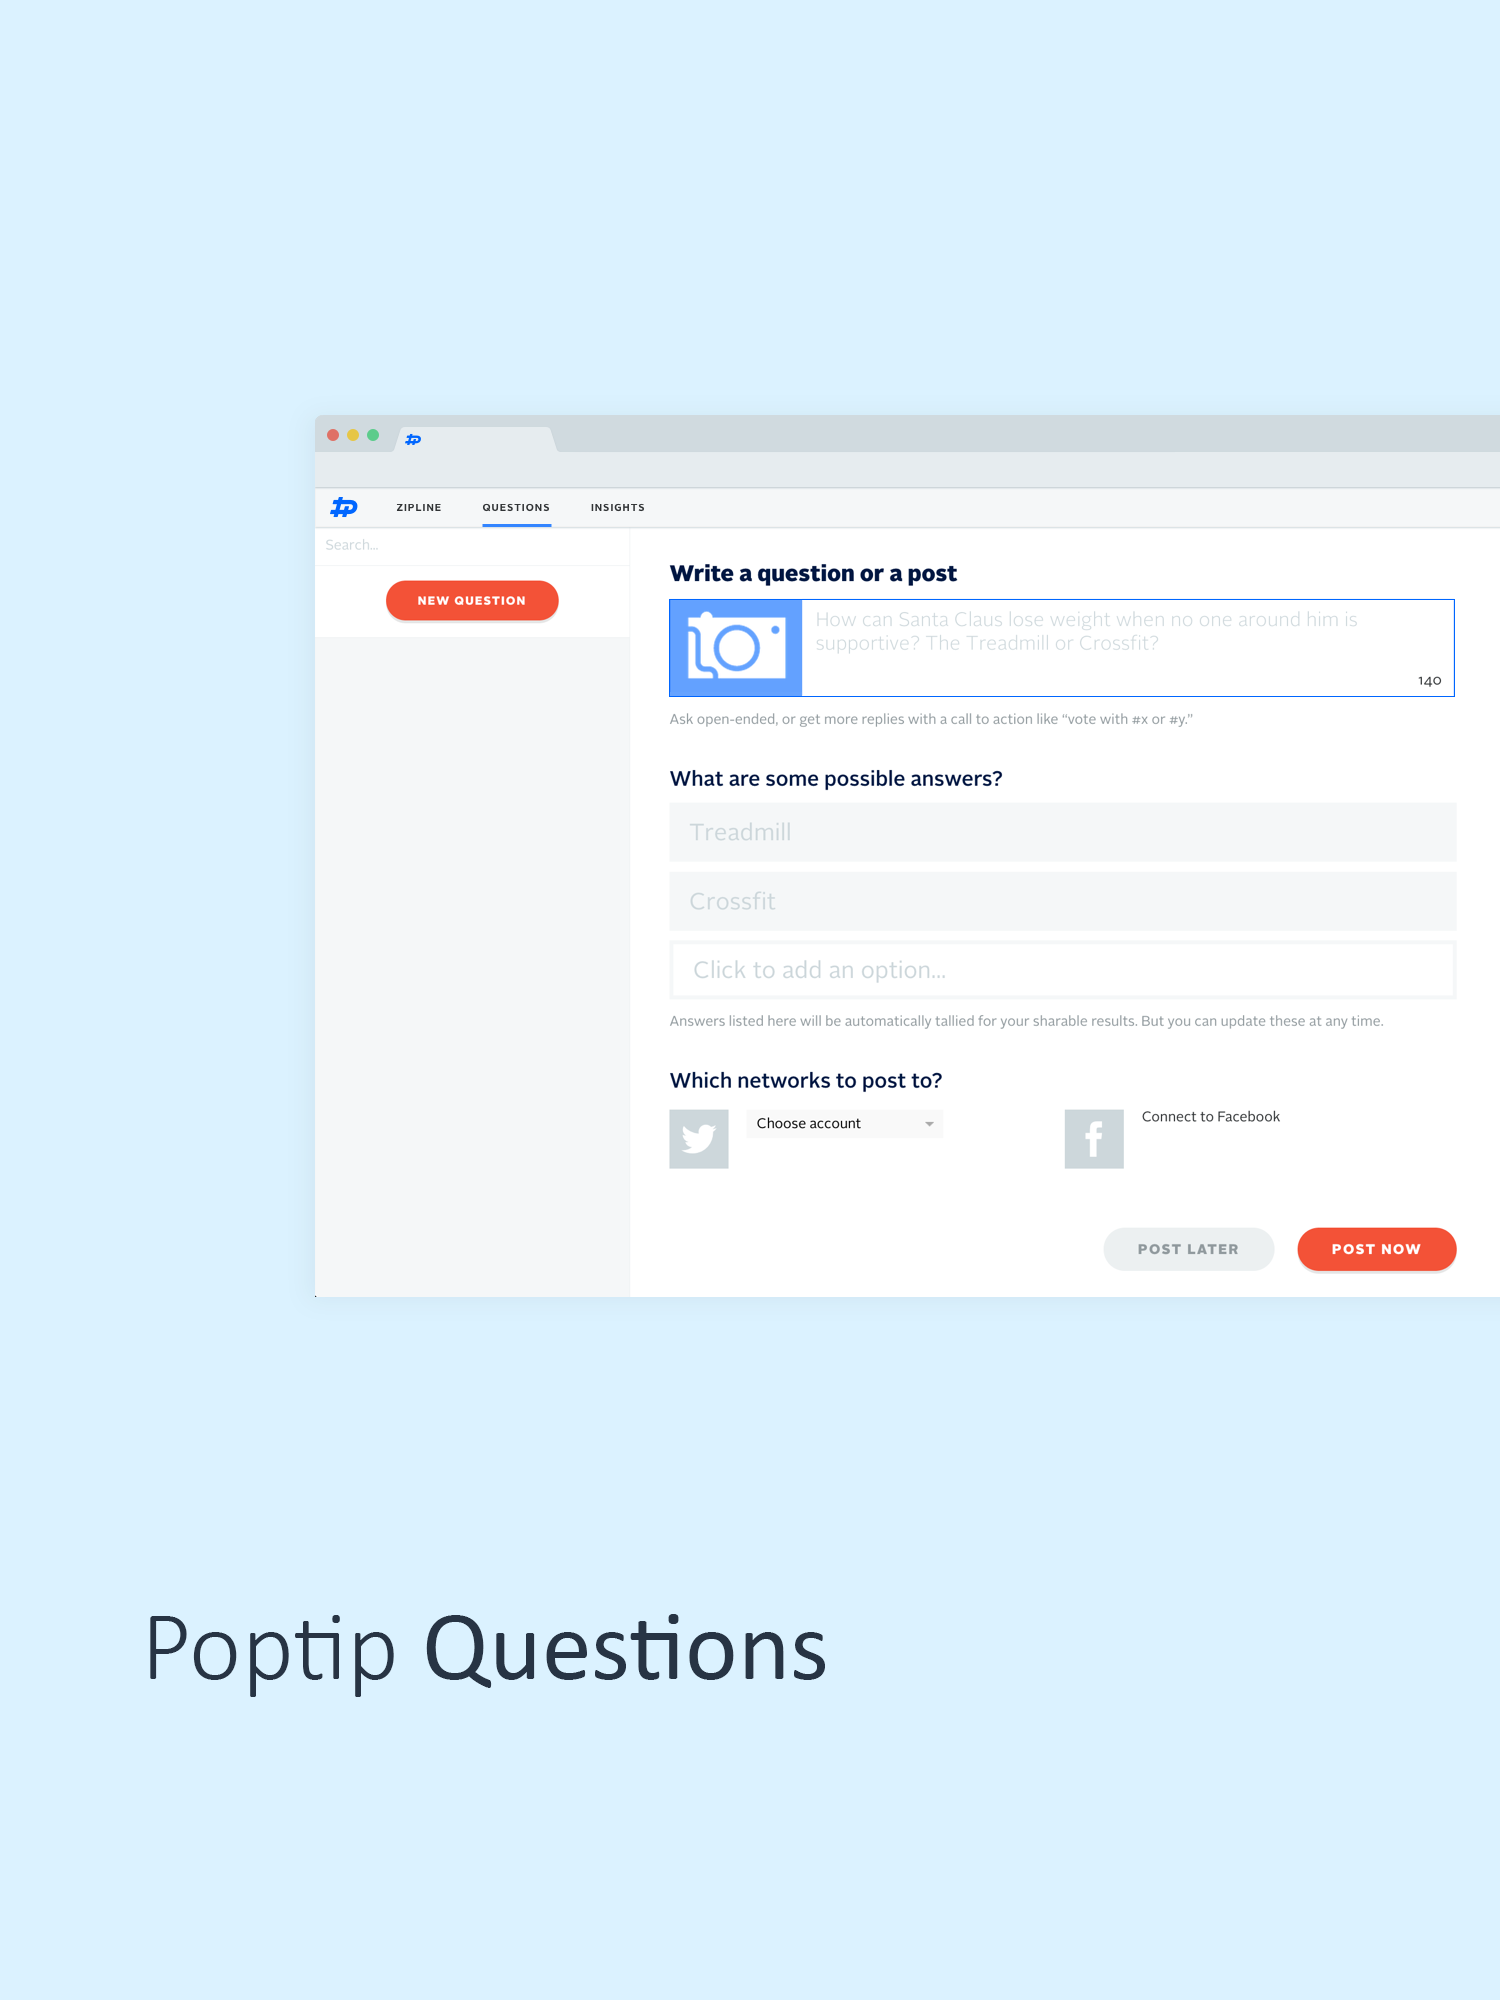 ZIPLINE QUESTIONS INSIGHTS
Search...
NEW QUESTION
Write a question or a post
How can Santa Claus lose weight when no one around him is
supportive? The Treadmill or Crossfit?
140
Ask open-ended, or get more replies with a call to action like “vote with #x or #y.”
What are some possible answers?
Treadmill
Crossfit
Click to add an option...
Answers listed here will be automatically tallied for your sharable results. But you can update these at any time.
Which networks to post to?
Choose account
Connect to Facebook
POST LATER POST NOW
Poptip Questions